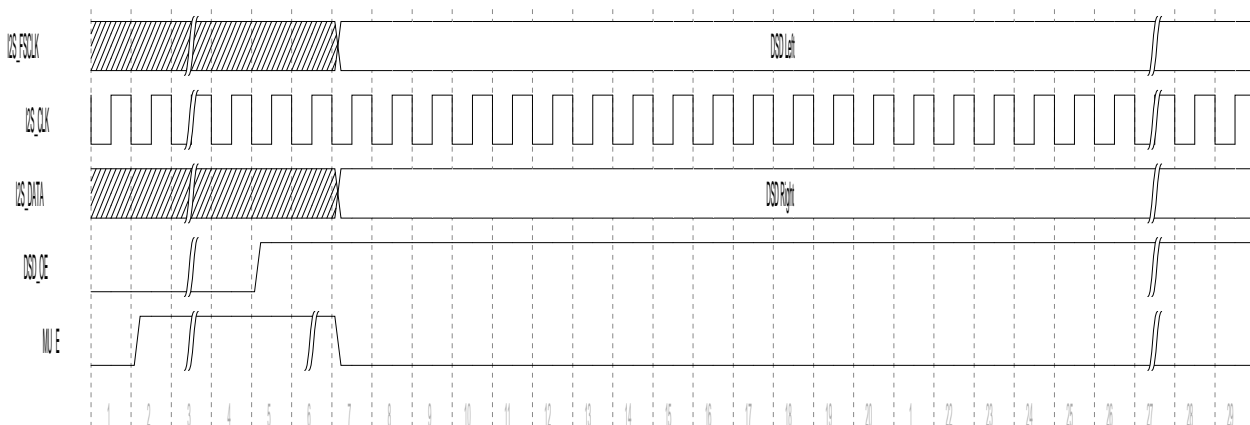 I2S_FSCLK
DSD Left
I2S_CLK
I2S_DATA
DSD Right
DSD_OE
MU E
1 2 3 4 5 6 7 8 9 10 11 12 13 14 15 16 17 18 19 20 1 22 23 24 25 26 27 28 29